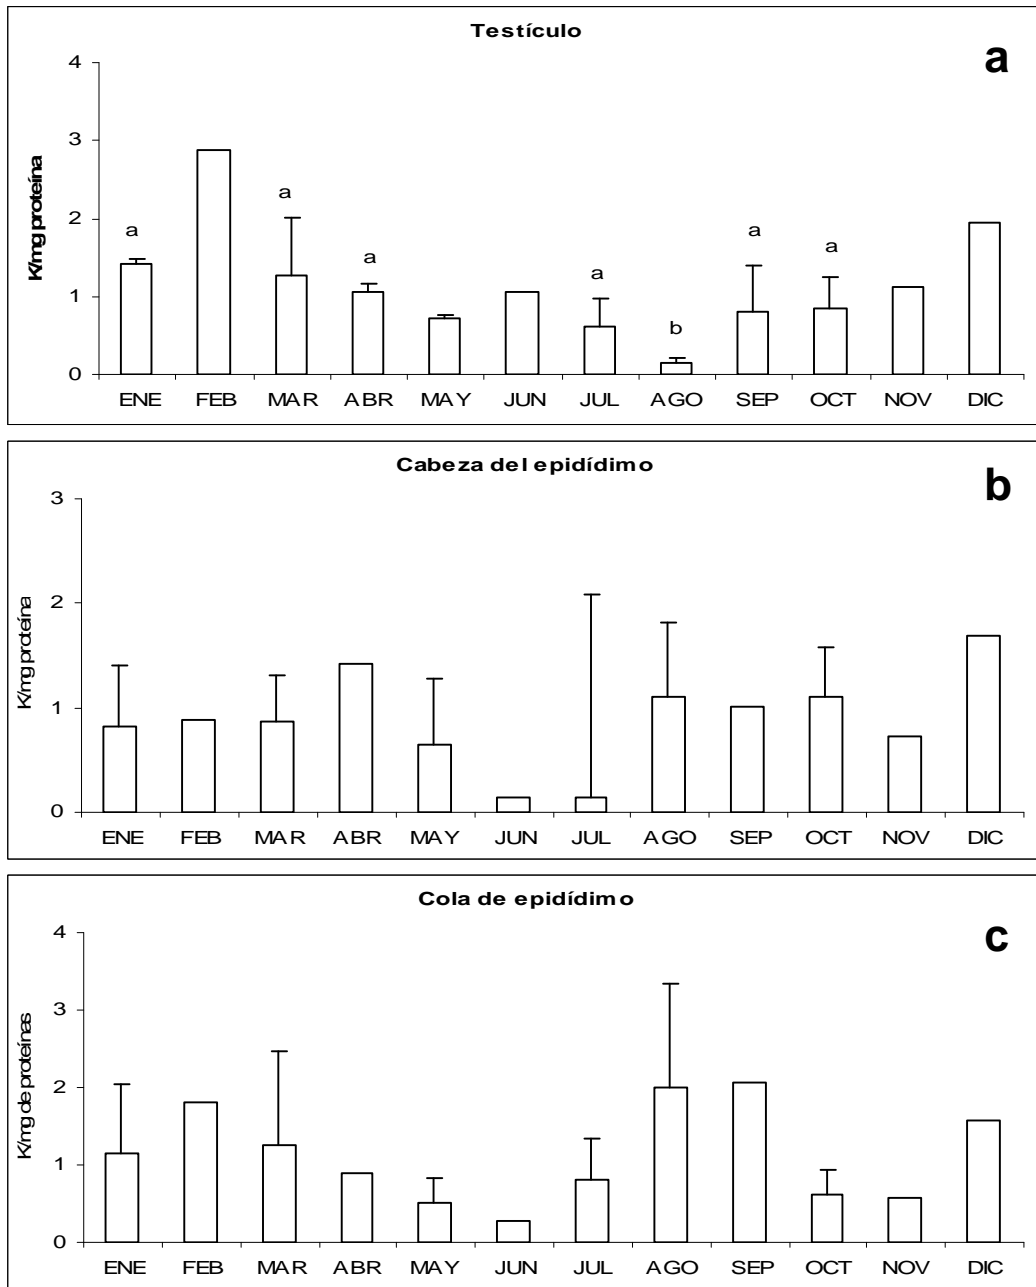 Testículo
a
4
3
2
1
0
K/mg proteína
a
a
a
a
b
a
a
ENE FEB MAR ABR MAY JUN JUL AGO SEP OCT NOV DIC
Cabeza del epidídimo
b
3
2
1
0
K/mg proteína
ENE FEB MAR ABR MAY JUN JUL AGO SEP OCT NOV DIC
Cola de epidídimo
c
4
3
2
1
0
K/mg de proteínas
ENE FEB MAR ABR MAY JUN JUL AGO SEP OCT NOV DIC